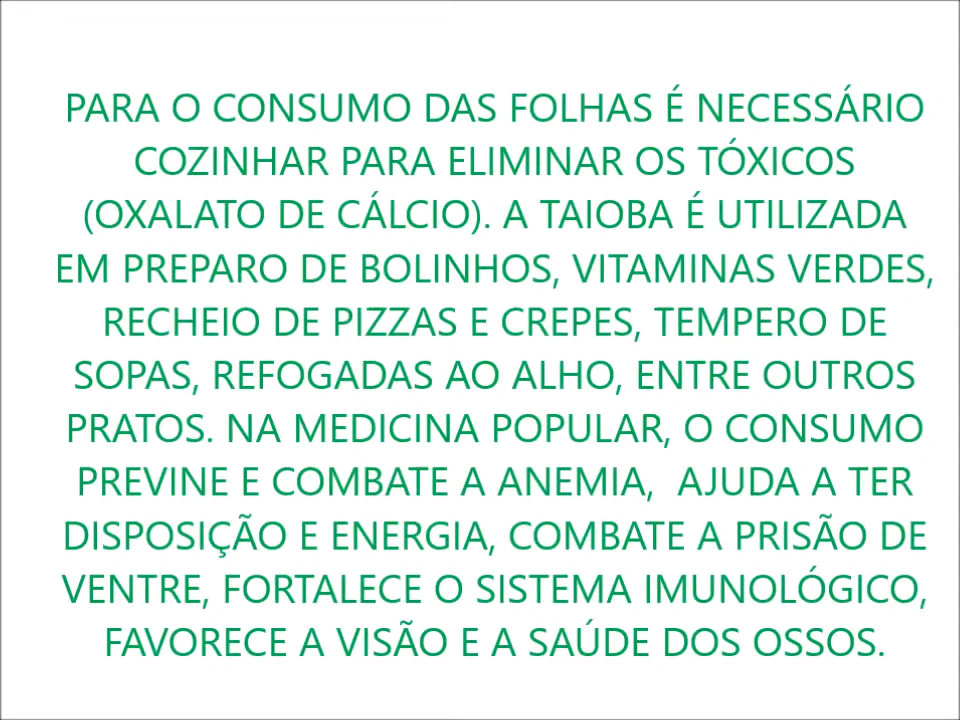 PARA O CONSUMO DAS FOLHAS É NECESSÁRIO
COZINHAR PARA ELIMINAR OS TÓXICOS
(OXALATO DE CÁLCIO). A TAIOBA É UTILIZADA
EM PREPARO DE BOLINHOS, VITAMINAS VERDES,
RECHEIO DE PIZZAS E CREPES, TEMPERO DE
SOPAS, REFOGADAS AO ALHO, ENTRE OUTROS
PRATOS. NA MEDICINA POPULAR, O CONSUMO
PREVINE E COMBATE A ANEMIA,  AJUDA A TER
DISPOSIÇÃO E ENERGIA, COMBATE A PRISÃO DE
VENTRE, FORTALECE O SISTEMA IMUNOLÓGICO,
FAVORECE A VISÃO E A SAÚDE DOS OSSOS.